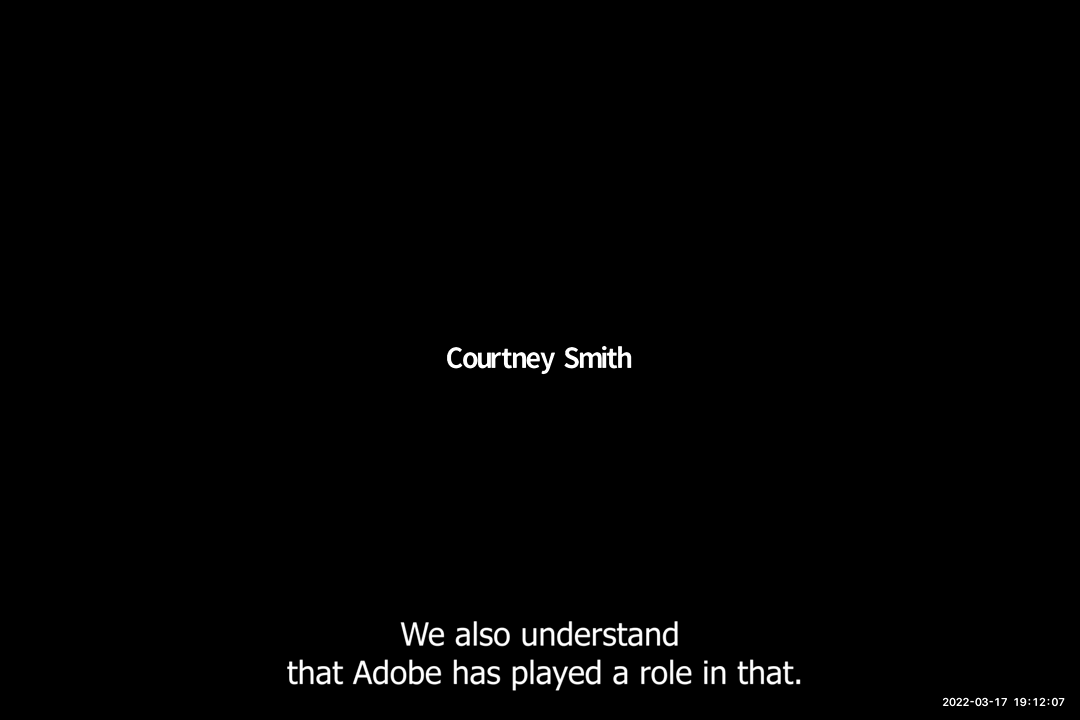 Courtney Smith
We also understand
that Adobe has played a role in that.
2022-03-17 19:12:07